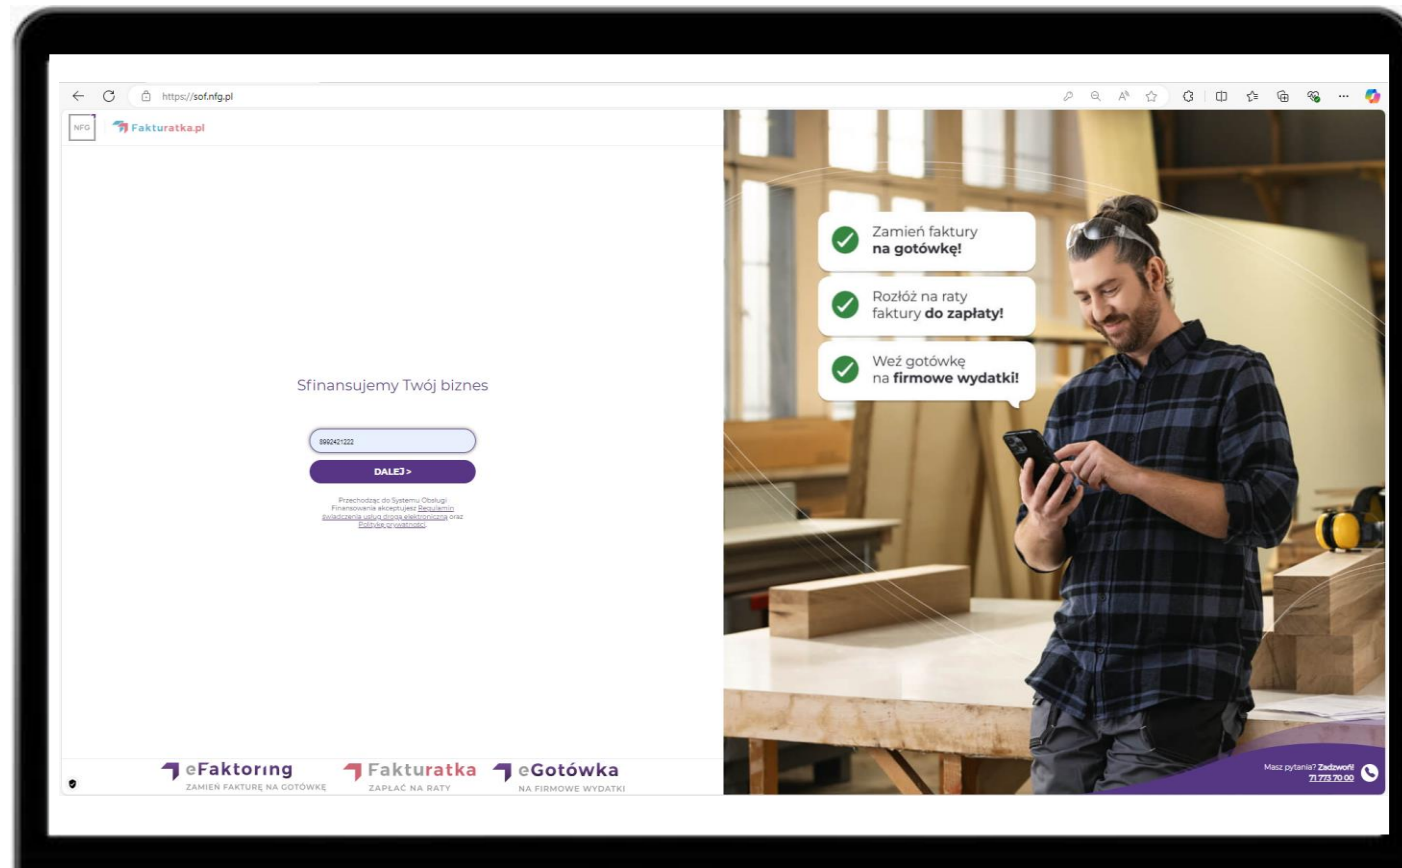 https://sof.nfg.pl
NFG
Fakturatka.pl
Zamień faktury
na gotówkę!
Rozłóż na raty
faktury do zapłaty!
Weź gotówkę
na firmowe wydatki!
Sfinansujemy Twój biznes
8992421222
DALEJ >
Przechodząc do Systemu Obsługi
Finansowania akceptujesz Regulamin
świadczenia usług drogą elektroniczną oraz
Politykę prywatności.
eFaktoring
ZAMIEŃ FAKTURĘ NA GOTÓWKĘ
Fakturatka
ZAPŁAĆ NA RATY
eGotówka
NA FIRMOWE WYDATKI
Masz pytania? Zadzwoń!
71 773 70 00